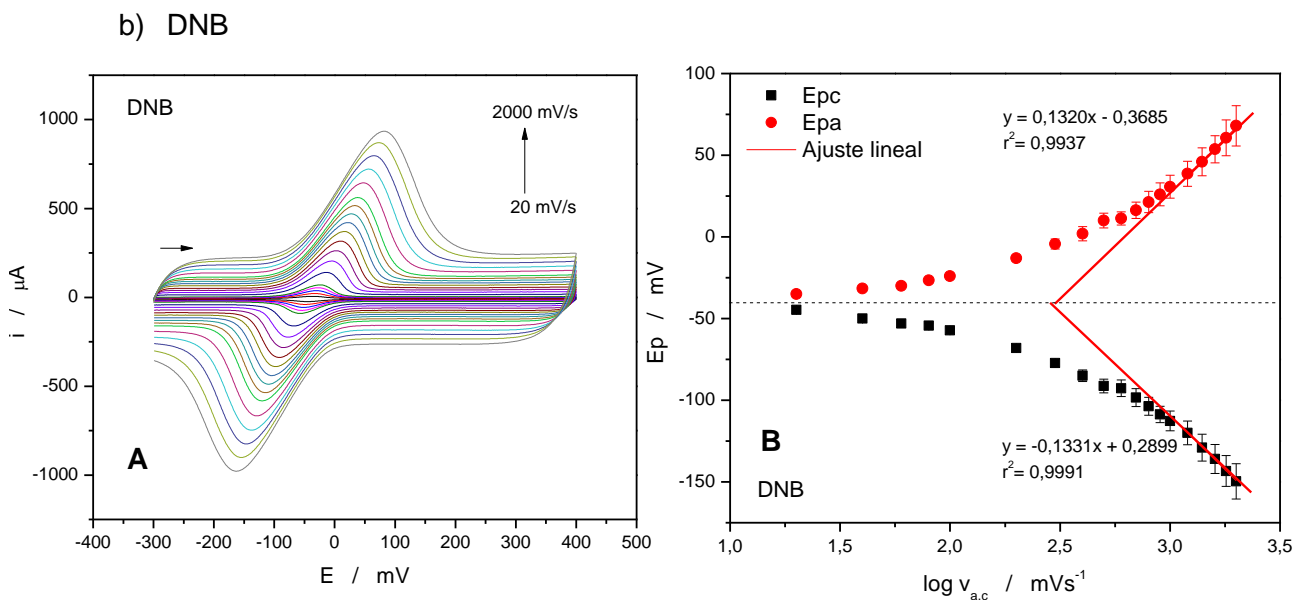 b) DNB
DNB
2000 mV/s
20 mV/s
A
i / μA
1000
500
0
-500
-1000
-400 -300 -200 -100 0 100 200 300 400 500
E / mV
Epc
Epa
Ajuste lineal
y = 0,1320x - 0,3685
r²= 0,9937
B
y = -0,1331x + 0,2899
r²= 0,9991
DNB
Ep / mV
100
50
0
-50
-100
-150
1,0 1,5 2,0 2,5 3,0 3,5
log va,c / mVs⁻¹